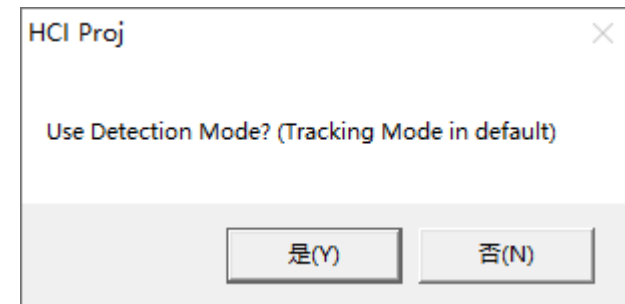 HCI Proj
Use Detection Mode? (Tracking Mode in default)
是(Y)
否(N)